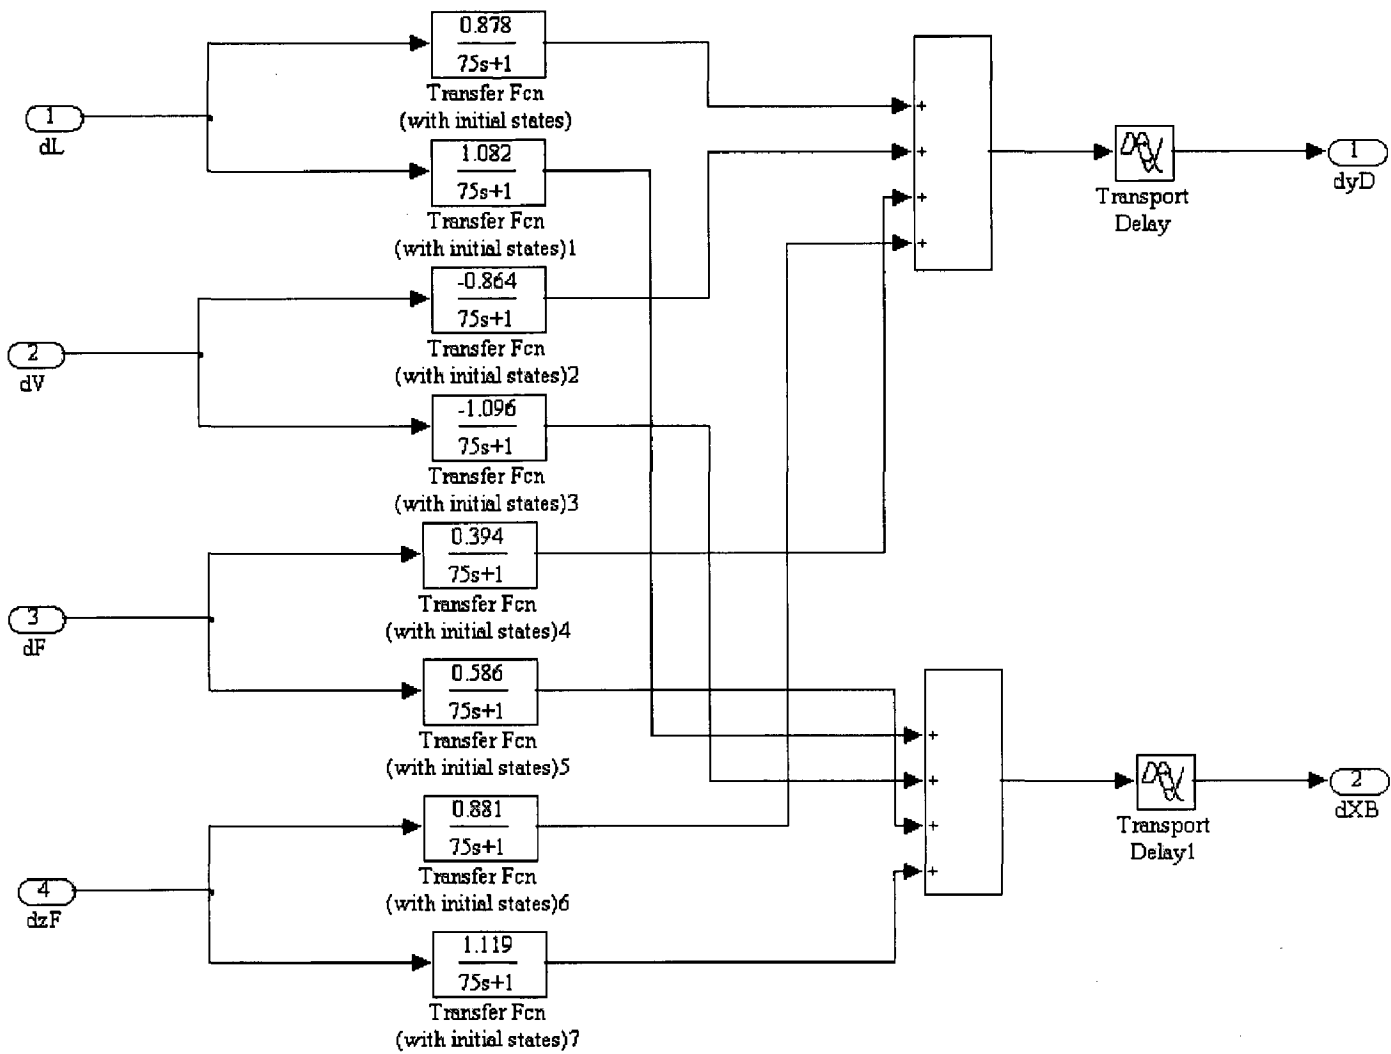 0.878
75s+1
Transfer Fcn
(with initial states)
1
dL
1.082
75s+1
Transfer Fcn
(with initial states)1
2
dV
-0.864
75s+1
Transfer Fcn
(with initial states)2
-1.096
75s+1
Transfer Fcn
(with initial states)3
3
dF
0.394
75s+1
Transfer Fcn
(with initial states)4
0.586
75s+1
Transfer Fcn
(with initial states)5
4
dzF
0.881
75s+1
Transfer Fcn
(with initial states)6
1.119
75s+1
Transfer Fcn
(with initial states)7
+
+
+
+
Transport
Delay
1
dyD
+
+
+
+
Transport
Delay1
2
dXB